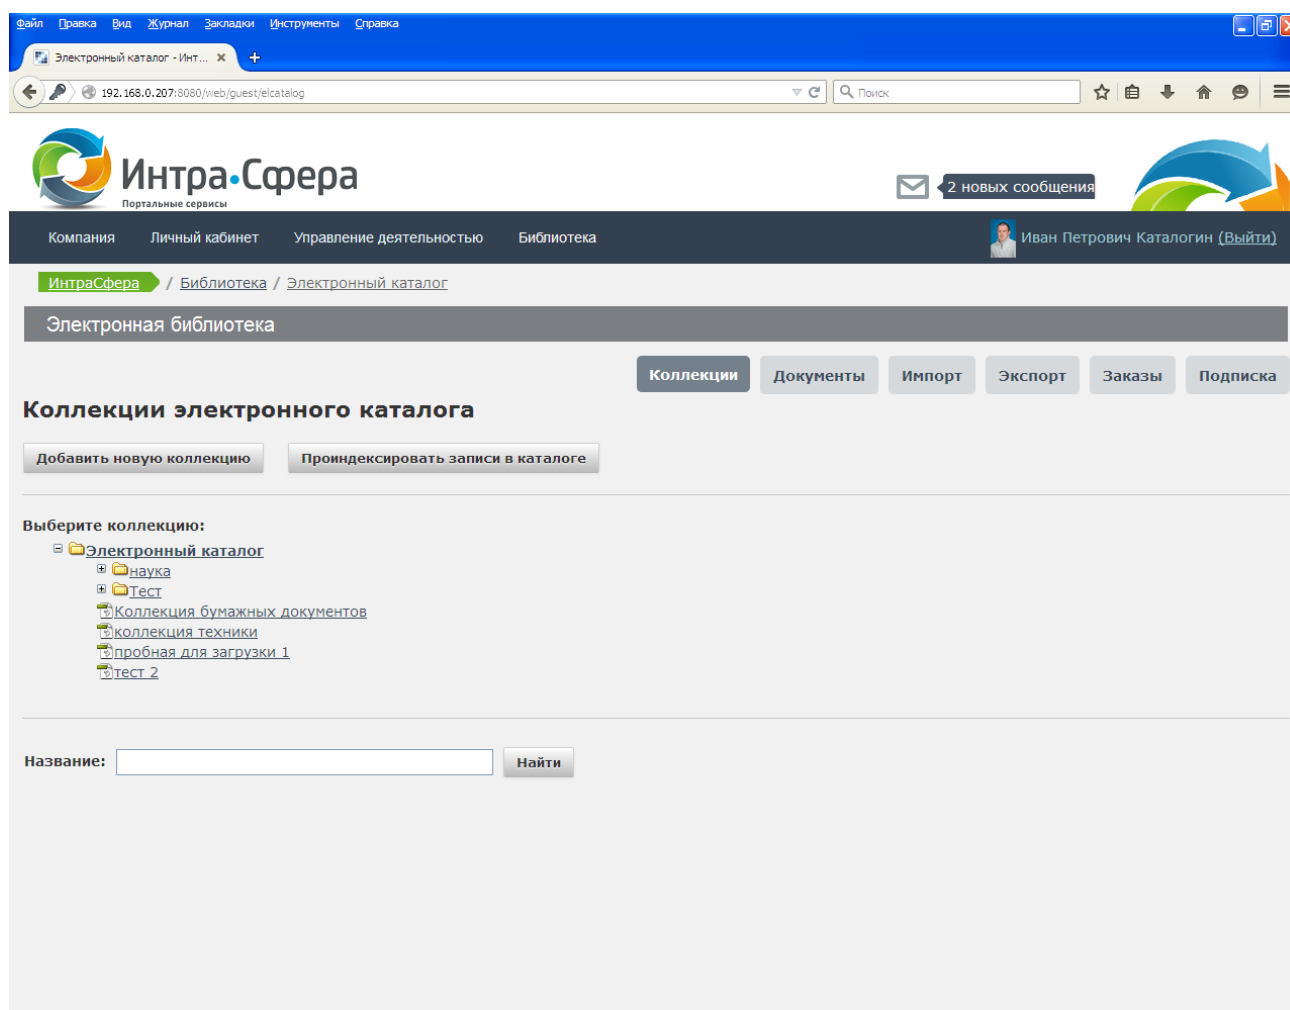 Файл Правка Вид Журнал Закладки Инструменты Справка
Электронный каталог - Инт...
192.168.0.207:8080/web/guest/elcatalog
Поиск
Интра•Сфера
Портальные сервисы
2 новых сообщения
Компания Личный кабинет Управление деятельностью Библиотека Иван Петрович Каталогин (Выйти)
ИнтраСфера / Библиотека / Электронный каталог
Электронная библиотека
Коллекции Документы Импорт Экспорт Заказы Подписка
Коллекции электронного каталога
Добавить новую коллекцию Проиндексировать записи в каталоге
Выберите коллекцию:
Электронный каталог
наука
Тест
Коллекция бумажных документов
коллекция техники
пробная для загрузки 1
тест 2
Название: Найти